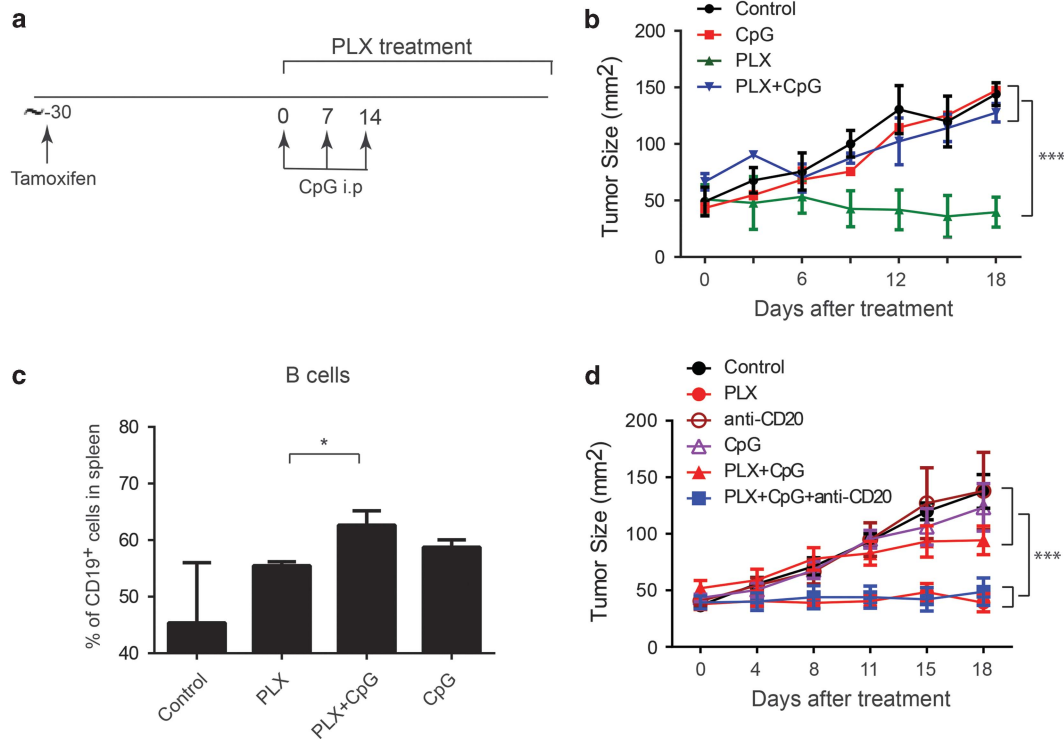 a
PLX treatment
~-30
0 7 14
Tamoxifen
CpG i.p
b
Control
CpG
PLX
PLX+CpG
Tumor Size (mm2)
200
150
100
50
0
***
0 6 12 18
Days after treatment
c
B cells
% of CD19+ cells in spleen
80
70
60
50
40
*
Control
PLX
PLX+CpG
CpG
d
Control
PLX
anti-CD20
CpG
PLX+CpG
PLX+CpG+anti-CD20
Tumor Size (mm2)
200
150
100
50
0
***
0 4 8 11 15 18
Days after treatment